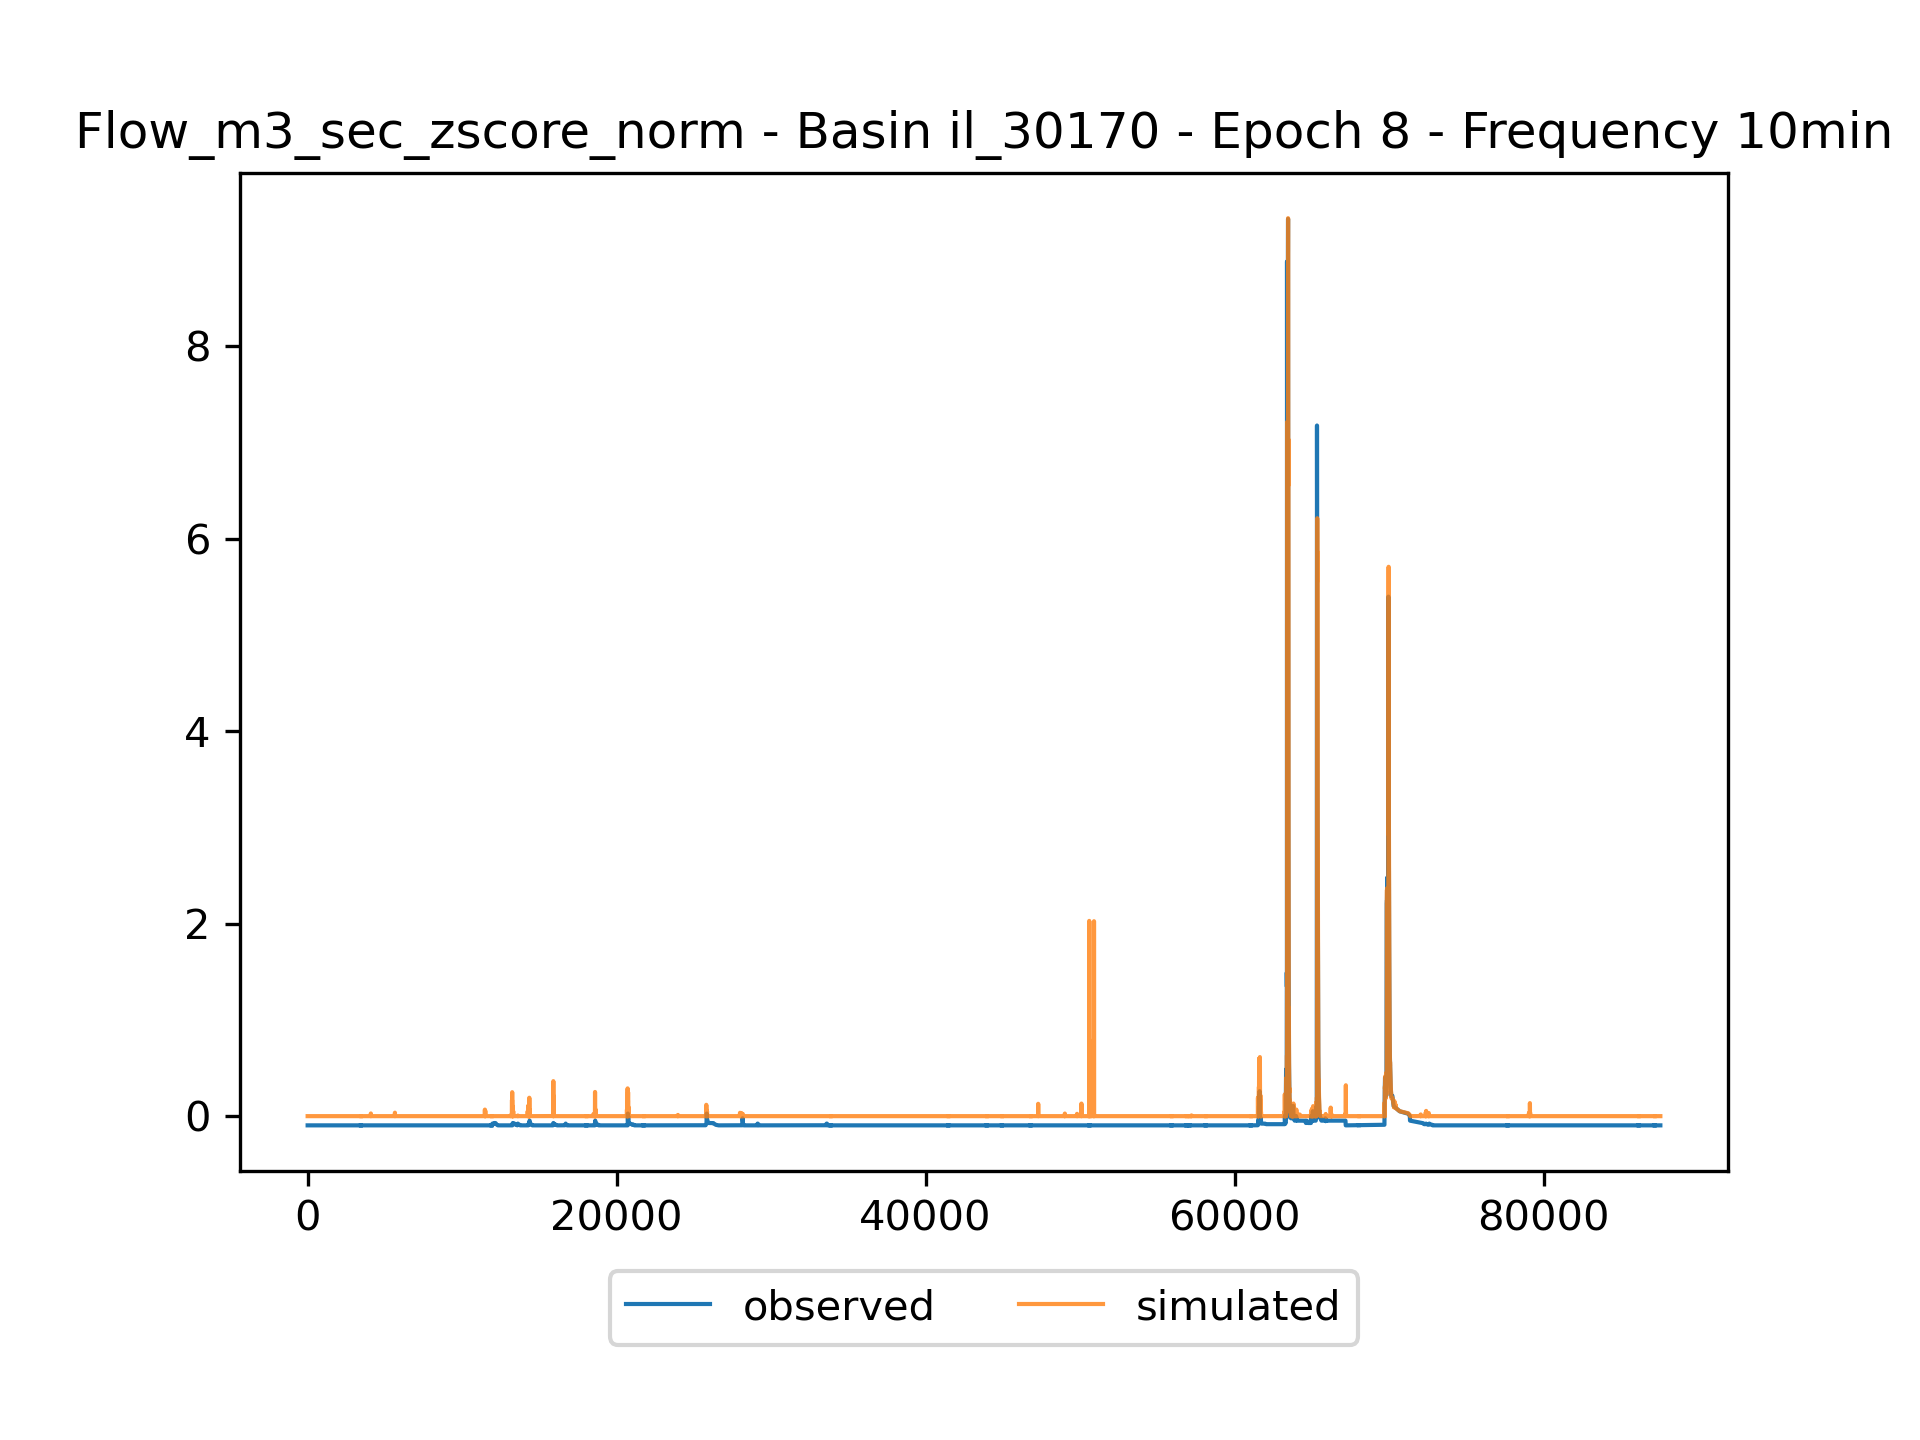 Flow_m3_sec_zscore_norm - Basin il_30170 - Epoch 8 - Frequency 10min
8
6
4
2
0
0 20000 40000 60000 80000
observed simulated